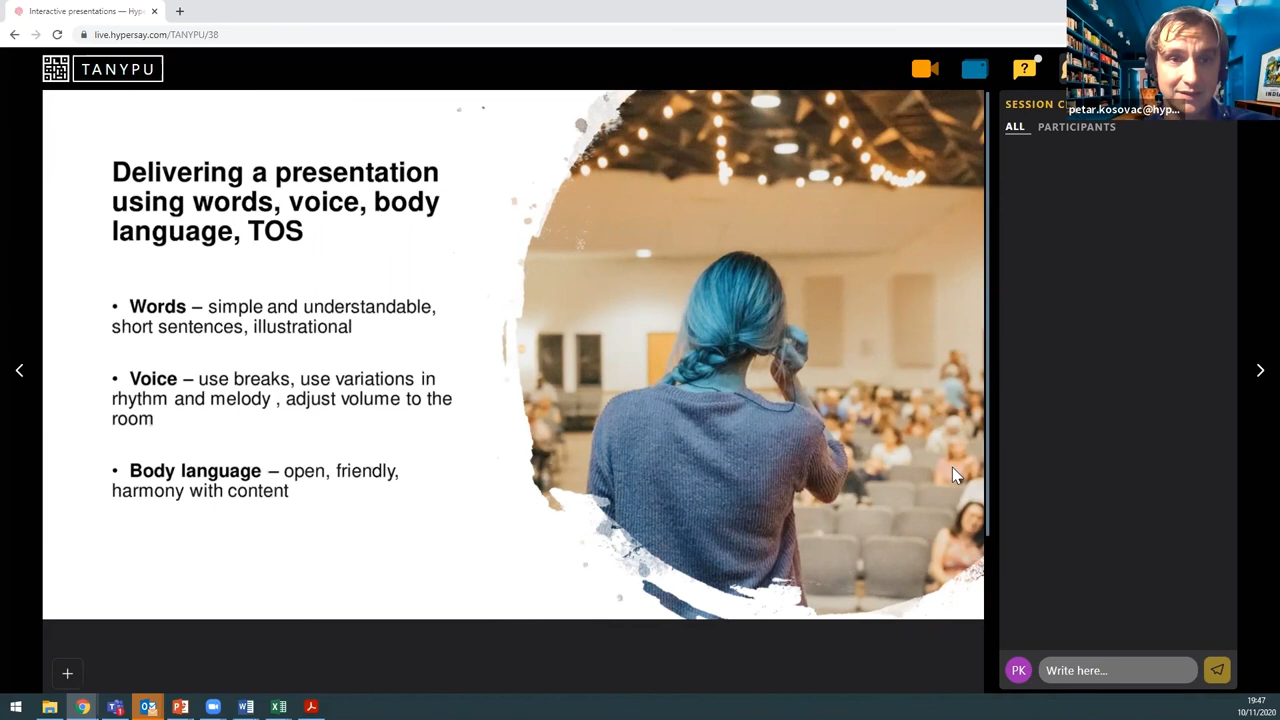 Interactive presentations — Hyp
live.hypersay.com/TANYPU/38
TANYPU
?
petar.kosovac@hyp...
SESSION C
ALL PARTICIPANTS
Delivering a presentation
using words, voice, body
language, TOS
• Words – simple and understandable,
short sentences, illustrational
• Voice – use breaks, use variations in
rhythm and melody , adjust volume to the
room
• Body language – open, friendly,
harmony with content
PK Write here...
19:47
10/11/2020